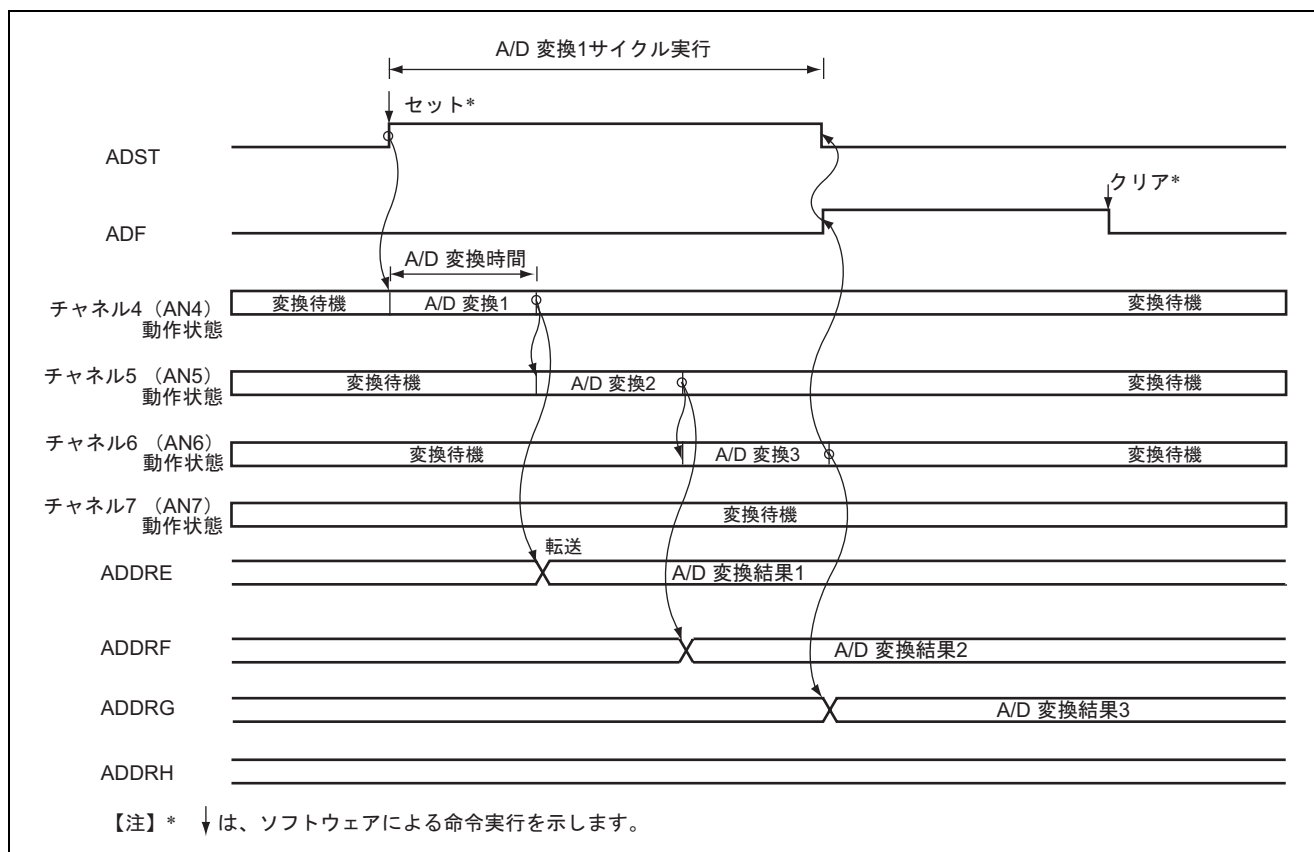 A/D 変換1サイクル実行
セット*
ADST
クリア*
ADF
A/D 変換時間
チャネル4 (AN4)
動作状態
変換待機
A/D 変換1
変換待機
チャネル5 (AN5)
動作状態
変換待機
A/D 変換2
変換待機
チャネル6 (AN6)
動作状態
変換待機
A/D 変換3
変換待機
チャネル7 (AN7)
動作状態
変換待機
転送
ADDRE
A/D 変換結果1
ADDRF
A/D 変換結果2
ADDRG
A/D 変換結果3
ADDRH
【注】* ↓は、ソフトウェアによる命令実行を示します。